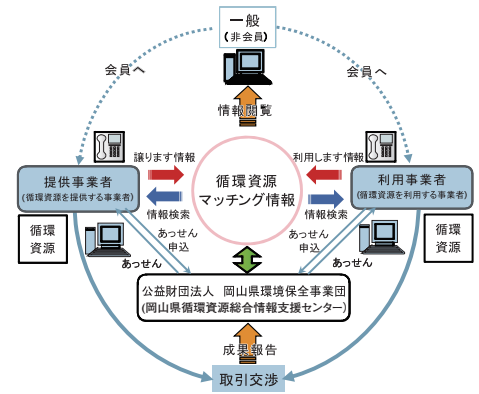 一般
(非会員)
会員へ
会員へ
情報閲覧
譲ります情報
利用します情報
提供事業者
(循環資源を提供する事業者)
循環資源
マッチング情報
利用事業者
(循環資源を利用する事業者)
情報検索
情報検索
循環
資源
循環
資源
あっせん
申込
あっせん
申込
あっせん
あっせん
公益財団法人 岡山県環境保全事業団
(岡山県循環資源総合情報支援センター)
成果報告
取引交渉